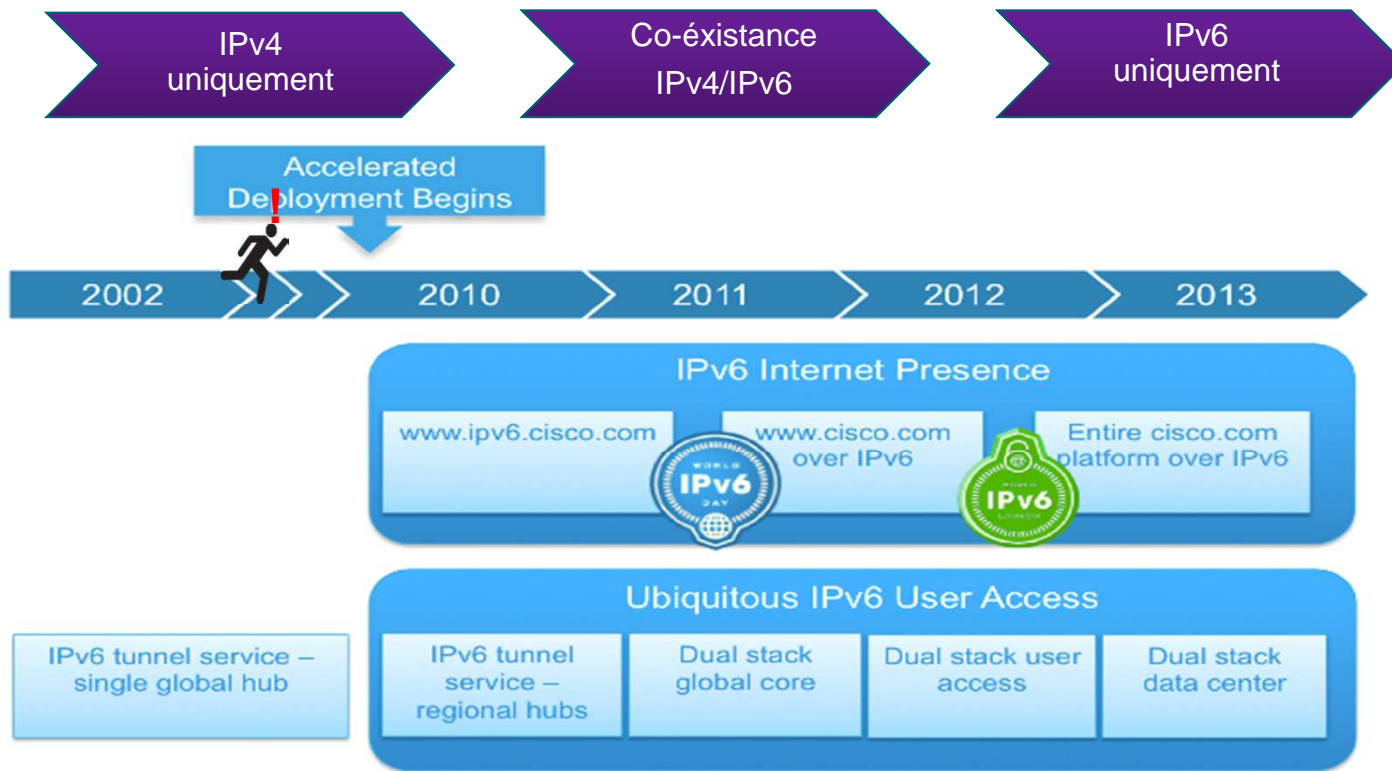 IPv4
uniquement
Co-éxistance
IPv4/IPv6
IPv6
uniquement
Accelerated
Deployment Begins
!
2002
2010
2011
2012
2013
IPv6 Internet Presence
www.ipv6.cisco.com
www.cisco.com
over IPv6
Entire cisco.com
platform over IPv6
WORLD
IPv6
DAY
WORLD
IPv6
Ubiquitous IPv6 User Access
IPv6 tunnel service –
single global hub
IPv6 tunnel
service –
regional hubs
Dual stack
global core
Dual stack user
access
Dual stack
data center